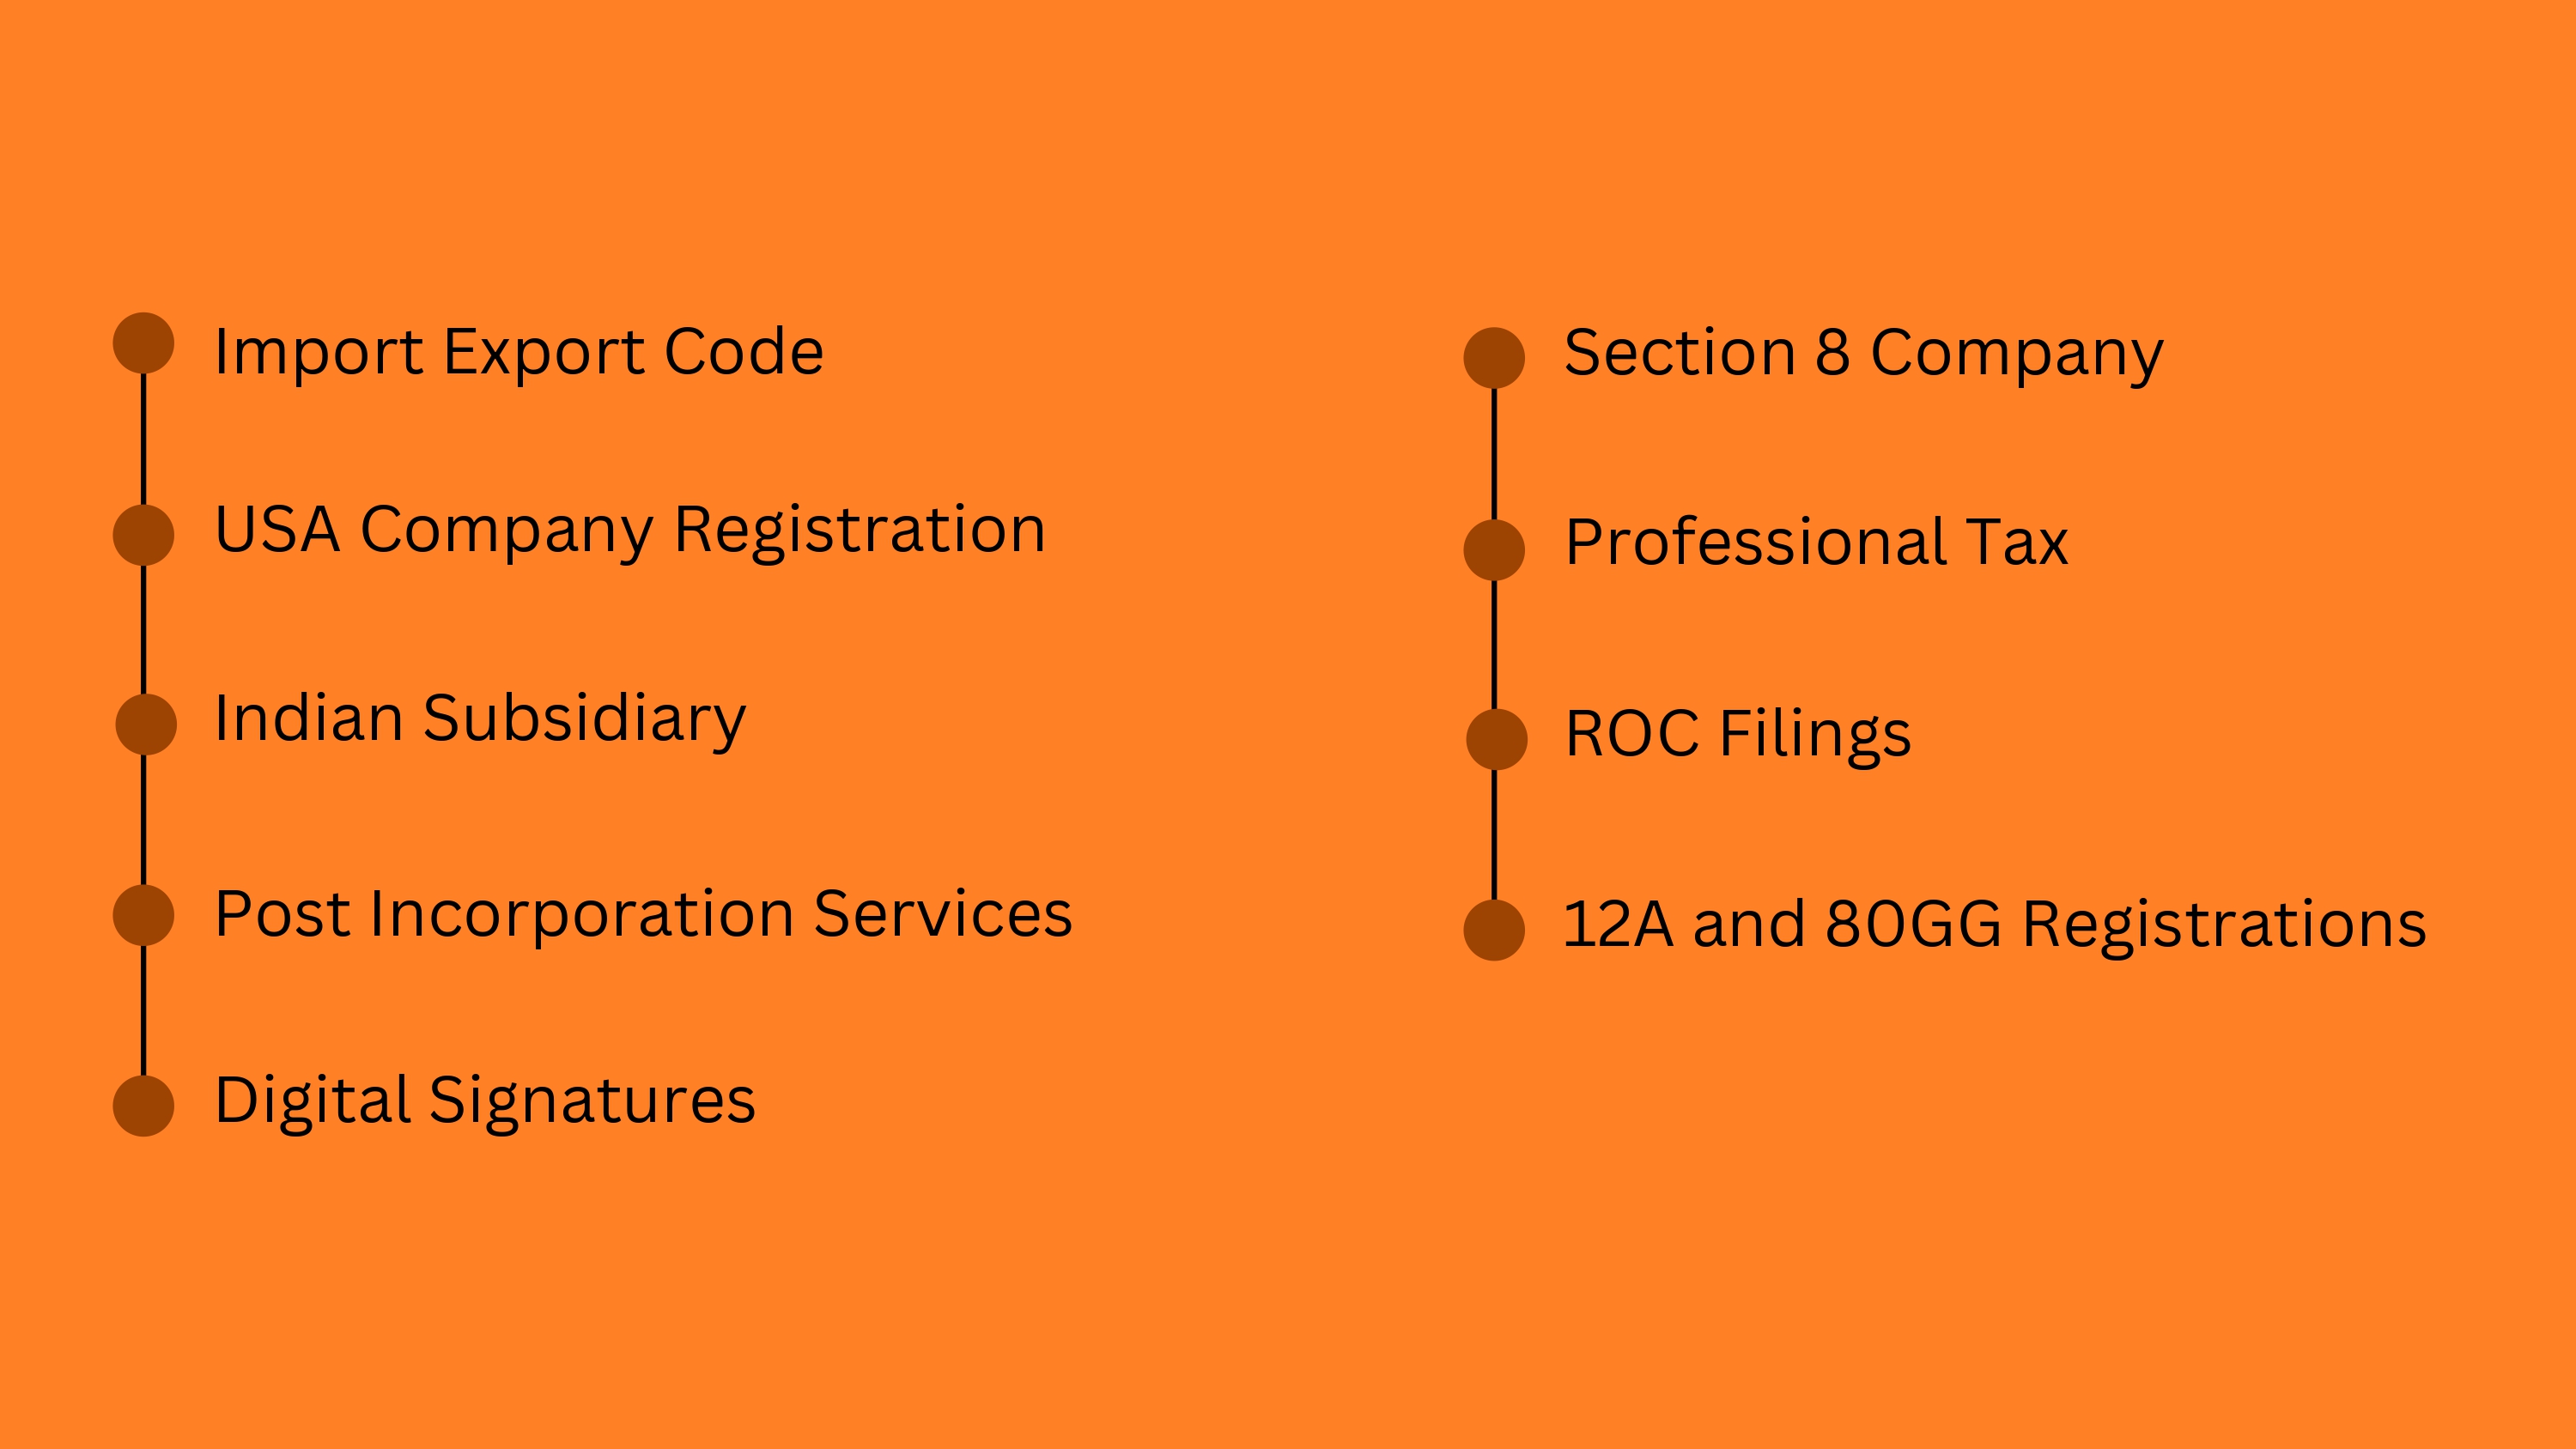 Import Export Code
USA Company Registration
Indian Subsidiary
Post Incorporation Services
Digital Signatures
Section 8 Company
Professional Tax
ROC Filings
12A and 80GG Registrations